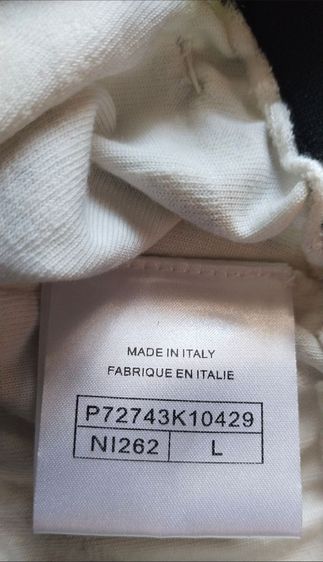 MADE IN ITALY
FABRIQUE EN ITALIE
P72743K10429
NI262 L